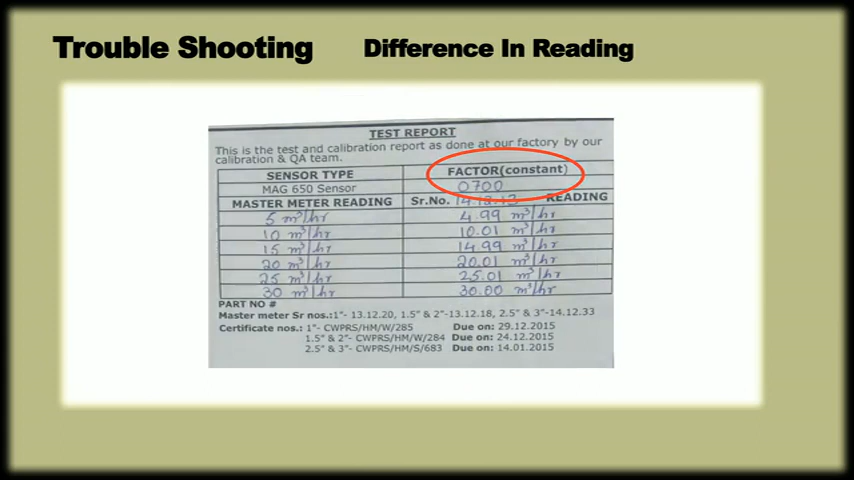 Trouble Shooting Difference In Reading
TEST REPORT
This is the test and calibration report as done at our factory by our
calibration & QA team.
SENSOR TYPE FACTOR(constant)
MAG 650 Sensor 0700
MASTER METER READING Sr.No. 14.12.13 READING
5 m³/hr 4.99 m³/hr
10 m³/hr 10.01 m³/hr
15 m³/hr 14.99 m³/hr
20 m³/hr 20.01 m³/hr
25 m³/hr 25.01 m³/hr
30 m³/hr 30.00 m³/hr
PART NO #
Master meter Sr nos.:1"- 13.12.20, 1.5" & 2"-13.12.18, 2.5" & 3"-14.12.33
Certificate nos.: 1"- CWPRS/HM/W/285 Due on: 29.12.2015
1.5" & 2"- CWPRS/HM/W/284 Due on: 24.12.2015
2.5" & 3"- CWPRS/HM/S/683 Due on: 14.01.2015